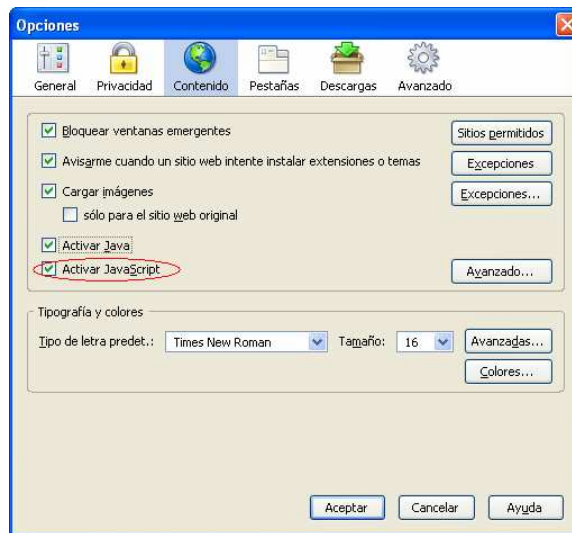 Opciones
General Privacidad Contenido Pestañas Descargas Avanzado
Bloquear ventanas emergentes Sitios permitidos
Avisarme cuando un sitio web intente instalar extensiones o temas Excepciones
Cargar imágenes Excepciones...
sólo para el sitio web original
Activar Java
Activar JavaScript Avanzado...
Tipografía y colores
Tipo de letra predet.: Times New Roman Tamaño: 16 Avanzadas...
Colores...
Aceptar Cancelar Ayuda